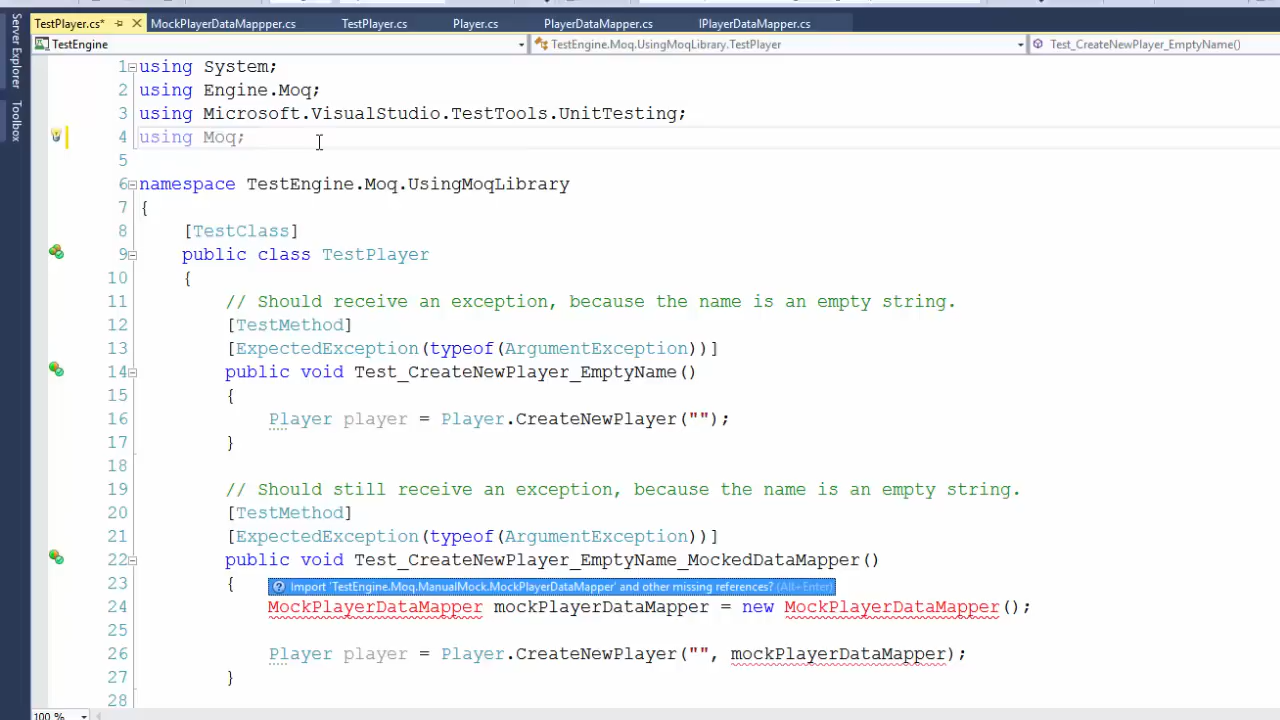 TestPlayer.cs*
MockPlayerDataMappper.cs
TestPlayer.cs
Player.cs
PlayerDataMapper.cs
IPlayerDataMapper.cs
Server Explorer
Toolbox
TestEngine
TestEngine.Moq.UsingMoqLibrary.TestPlayer
Test_CreateNewPlayer_EmptyName()
1 using System;
2 using Engine.Moq;
3 using Microsoft.VisualStudio.TestTools.UnitTesting;
4 using Moq;
5
6 namespace TestEngine.Moq.UsingMoqLibrary
7 {
8 [TestClass]
9 public class TestPlayer
10 {
11 // Should receive an exception, because the name is an empty string.
12 [TestMethod]
13 [ExpectedException(typeof(ArgumentException))]
14 public void Test_CreateNewPlayer_EmptyName()
15 {
16 Player player = Player.CreateNewPlayer("");
17 }
18
19 // Should still receive an exception, because the name is an empty string.
20 [TestMethod]
21 [ExpectedException(typeof(ArgumentException))]
22 public void Test_CreateNewPlayer_EmptyName_MockedDataMapper()
23 {
Import 'TestEngine.Moq.ManualMock.MockPlayerDataMapper' and other missing references? (Alt+Enter)
24 MockPlayerDataMapper mockPlayerDataMapper = new MockPlayerDataMapper();
25
26 Player player = Player.CreateNewPlayer("", mockPlayerDataMapper);
27 }
28
100 %